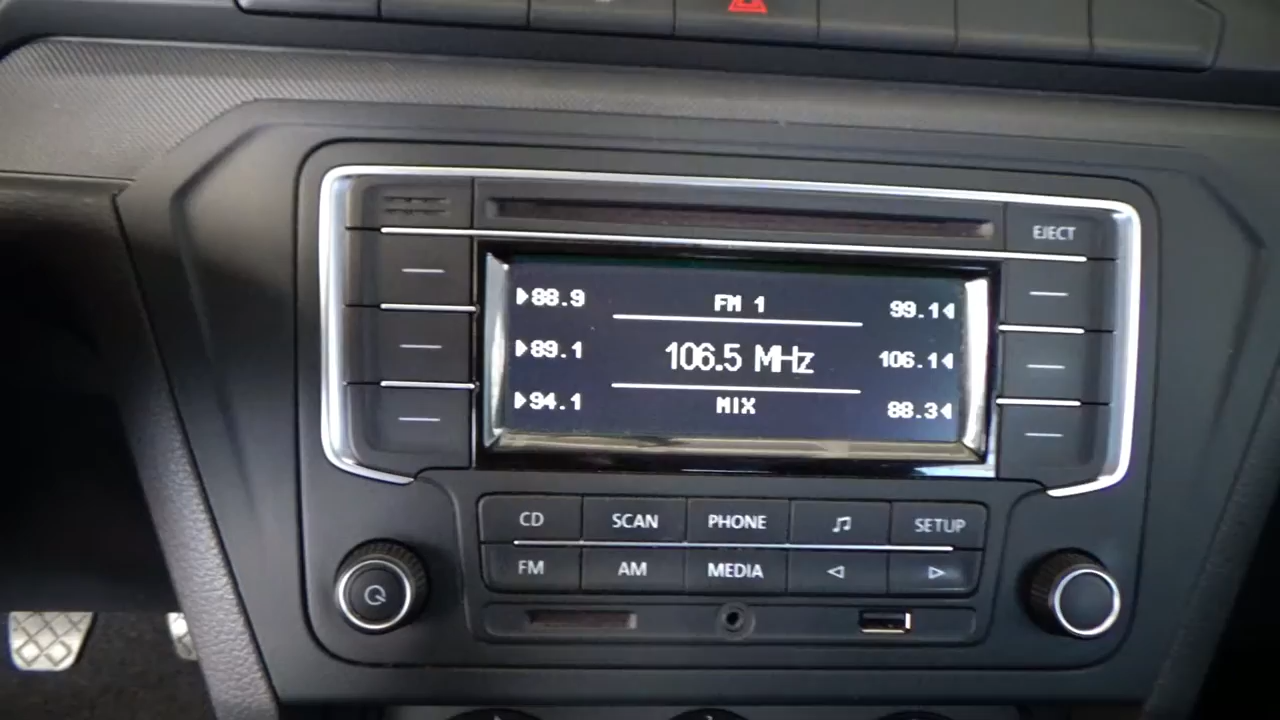 EJECT
88.9 FM 1 99.1
89.1 106.5 MHz 106.1
94.1 MIX 88.3
CD SCAN PHONE SETUP
FM AM MEDIA